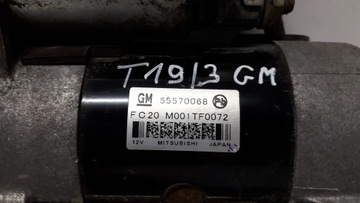 T19/3 GM
GM 55570068
FC20 M001TF0072
12V MITSUBISHI JAPAN